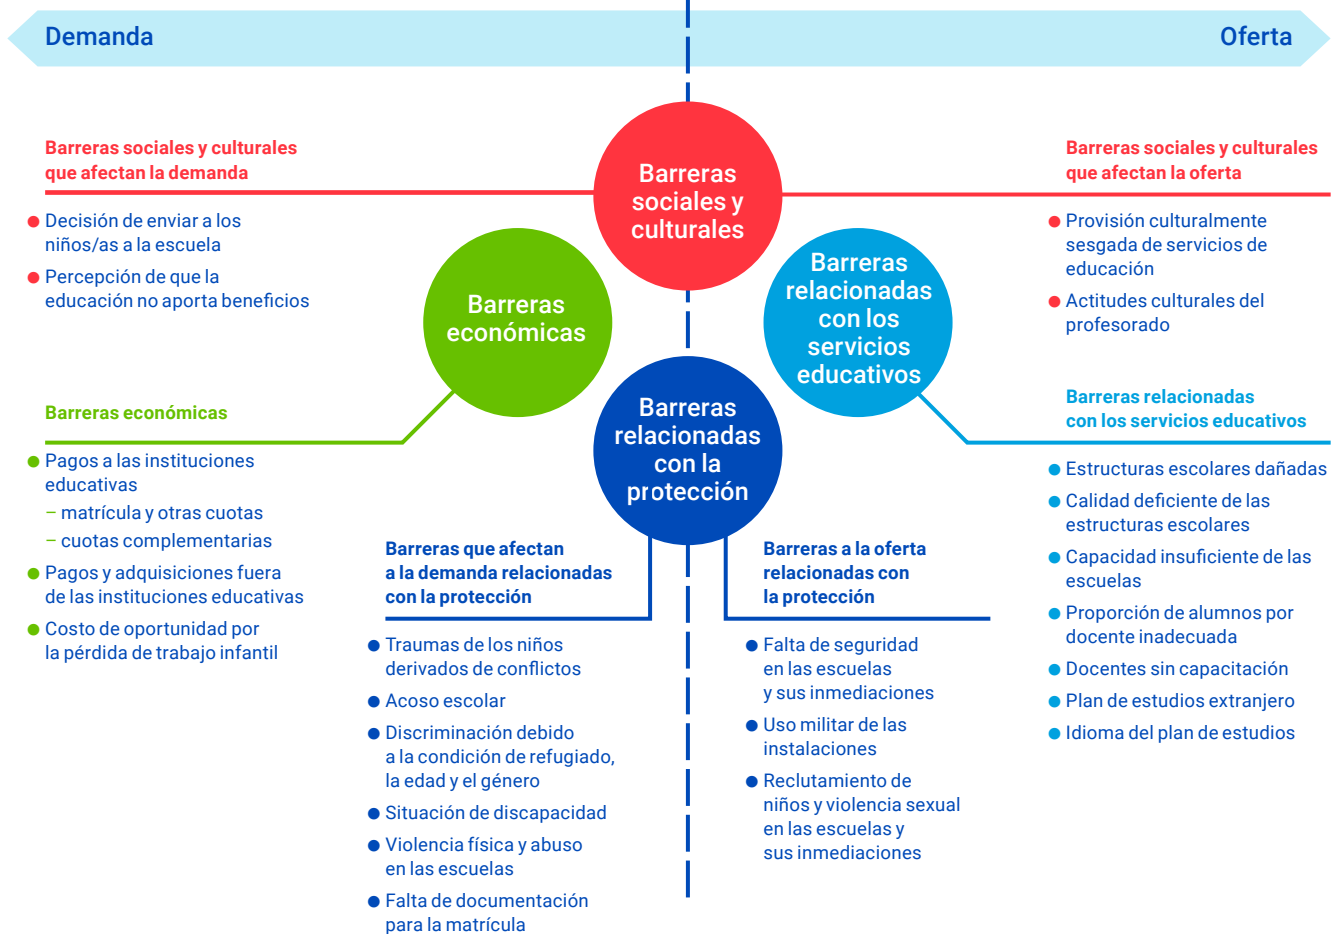 Demanda
Oferta
Barreras sociales y culturales
que afectan la demanda
Decisión de enviar a los
niños/as a la escuela
Percepción de que la
educación no aporta beneficios
Barreras
sociales y
culturales
Barreras sociales y culturales
que afectan la oferta
Provisión culturalmente
sesgada de servicios de
educación
Actitudes culturales del
profesorado
Barreras
económicas
Barreras
relacionadas
con los
servicios
educativos
Barreras
relacionadas
con la
protección
Barreras económicas
Pagos a las instituciones
educativas
– matrícula y otras cuotas
– cuotas complementarias
Pagos y adquisiciones fuera
de las instituciones educativas
Costo de oportunidad por
la pérdida de trabajo infantil
Barreras que afectan
a la demanda relacionadas
con la protección
Traumas de los niños
derivados de conflictos
Acoso escolar
Discriminación debido
a la condición de refugiado,
la edad y el género
Situación de discapacidad
Violencia física y abuso
en las escuelas
Falta de documentación
para la matrícula
Barreras a la oferta
relacionadas con
la protección
Falta de seguridad
en las escuelas
y sus inmediaciones
Uso militar de las
instalaciones
Reclutamiento de
niños y violencia sexual
en las escuelas y
sus inmediaciones
Barreras relacionadas
con los servicios educativos
Estructuras escolares dañadas
Calidad deficiente de las
estructuras escolares
Capacidad insuficiente de las
escuelas
Proporción de alumnos por
docente inadecuada
Docentes sin capacitación
Plan de estudios extranjero
Idioma del plan de estudios